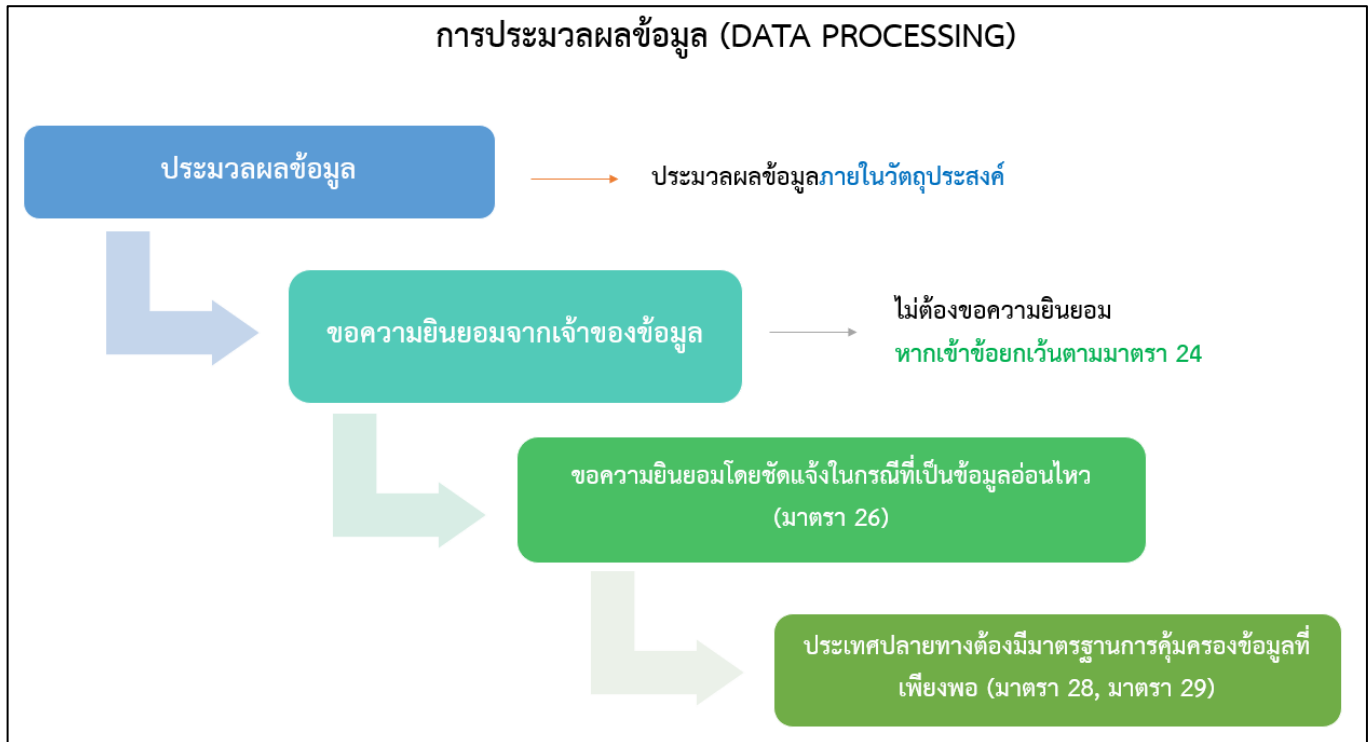 การประมวลผลข้อมูล (DATA PROCESSING)
ประมวลผลข้อมูล
ประมวลผลข้อมูลภายในวัตถุประสงค์
ขอความยินยอมจากเจ้าของข้อมูล
ไม่ต้องขอความยินยอม
หากเข้าข้อยกเว้นตามมาตรา 24
ขอความยินยอมโดยชัดแจ้งในกรณีที่เป็นข้อมูลอ่อนไหว
(มาตรา 26)
ประเทศปลายทางต้องมีมาตรฐานการคุ้มครองข้อมูลที่
เพียงพอ (มาตรา 28, มาตรา 29)